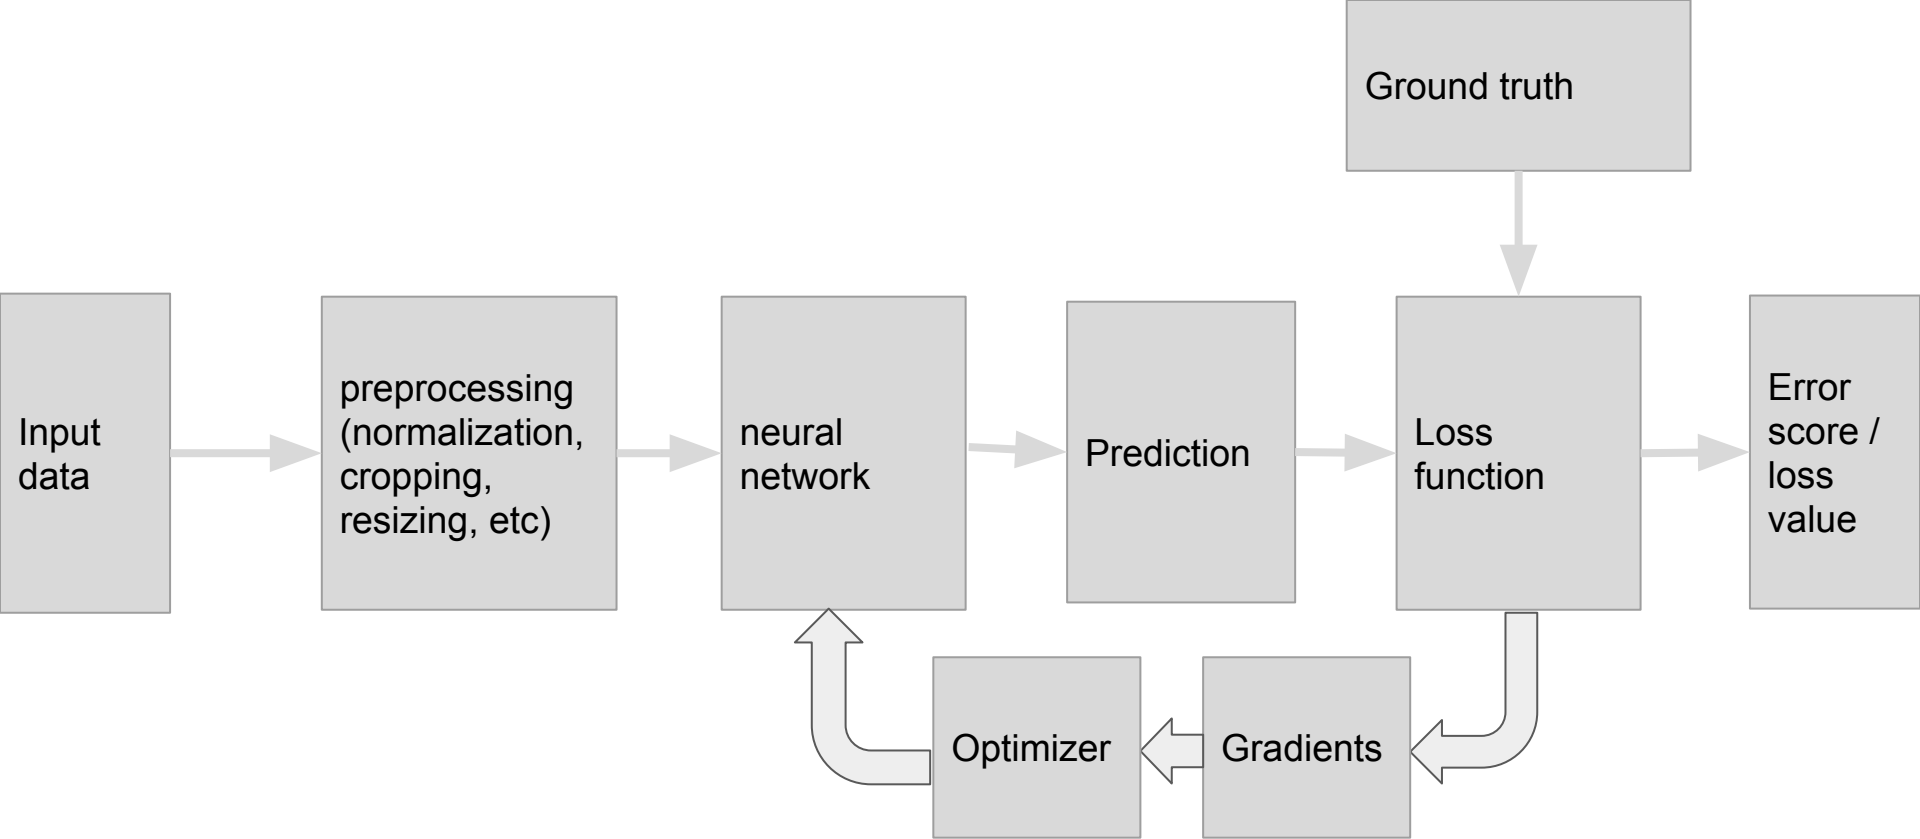 Ground truth
Input
data
preprocessing
(normalization,
cropping,
resizing, etc)
neural
network
Prediction
Loss
function
Error
score /
loss
value
Optimizer
Gradients